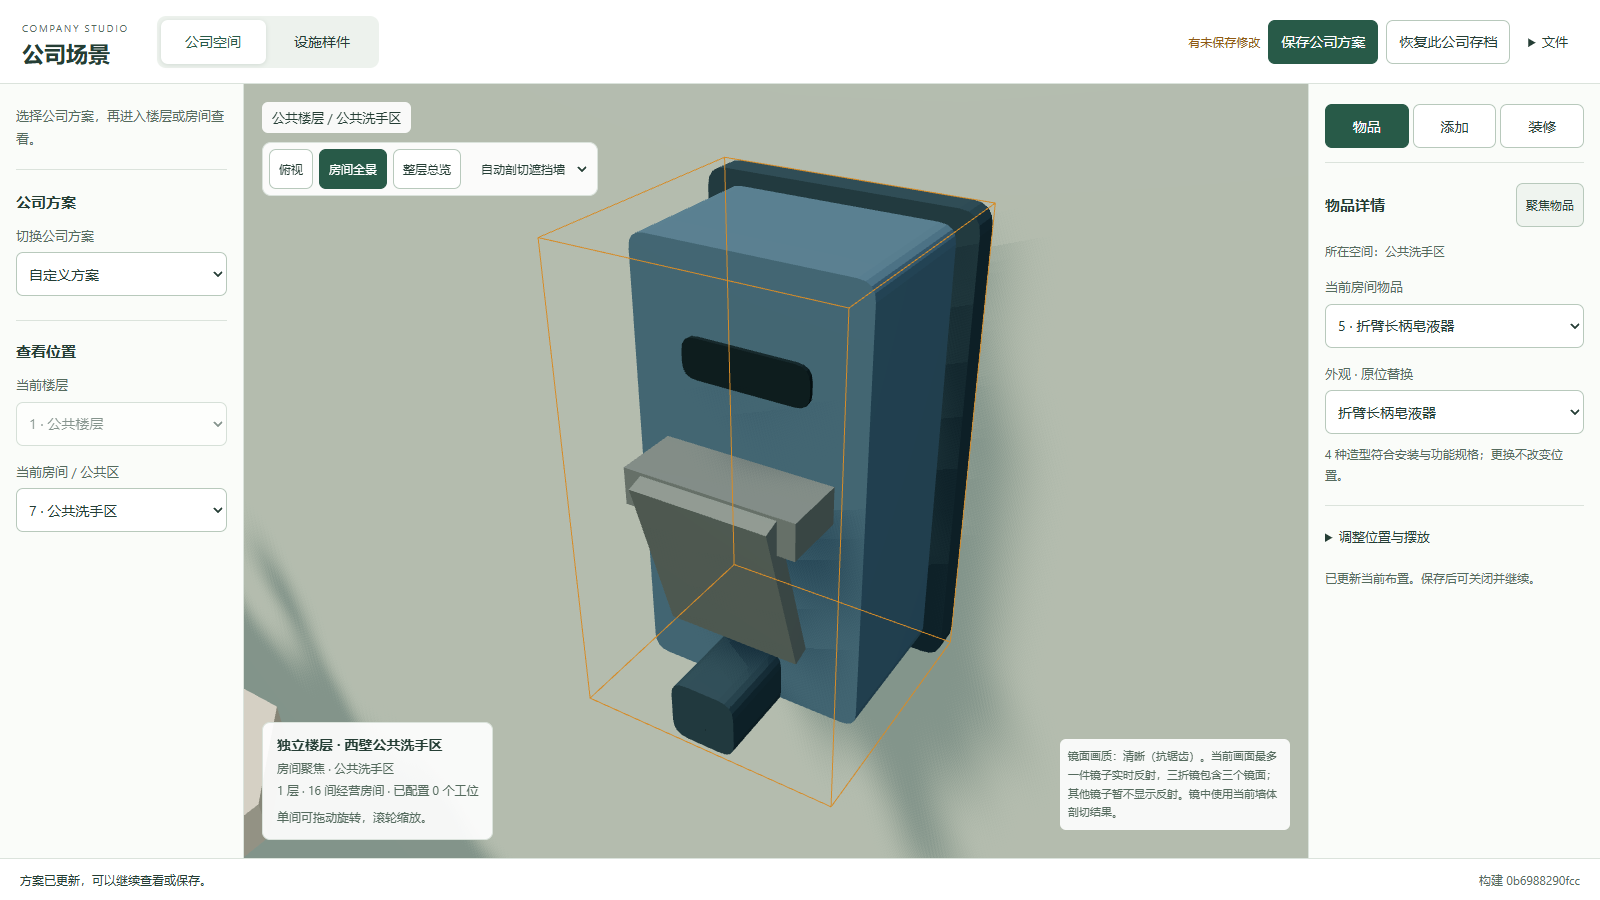 COMPANY STUDIO
公司场景
公司空间
设施样件
有未保存修改
保存公司方案
恢复此公司存档
▶ 文件
选择公司方案，再进入楼层或房间查
看。
公司方案
切换公司方案
自定义方案
查看位置
当前楼层
1 · 公共楼层
当前房间 / 公共区
7 · 公共洗手区
公共楼层 / 公共洗手区
俯视
房间全景
整层总览
自动剖切遮挡墙
独立楼层 · 西壁公共洗手区
房间聚焦 · 公共洗手区
1 层 · 16 间经营房间 · 已配置 0 个工位
单间可拖动旋转，滚轮缩放。
镜面画质：清晰（抗锯齿）。当前画面最多
一件镜子实时反射，三折镜包含三个镜面；
其他镜子暂不显示反射。镜中使用当前墙体
剖切结果。
物品
添加
装修
物品详情
聚焦物品
所在空间：公共洗手区
当前房间物品
5 · 折臂长柄皂液器
外观 · 原位替换
折臂长柄皂液器
4 种造型符合安装与功能规格；更换不改变位
置。
▶ 调整位置与摆放
已更新当前布置。保存后可关闭并继续。
方案已更新，可以继续查看或保存。
构建 0b6988290fcc